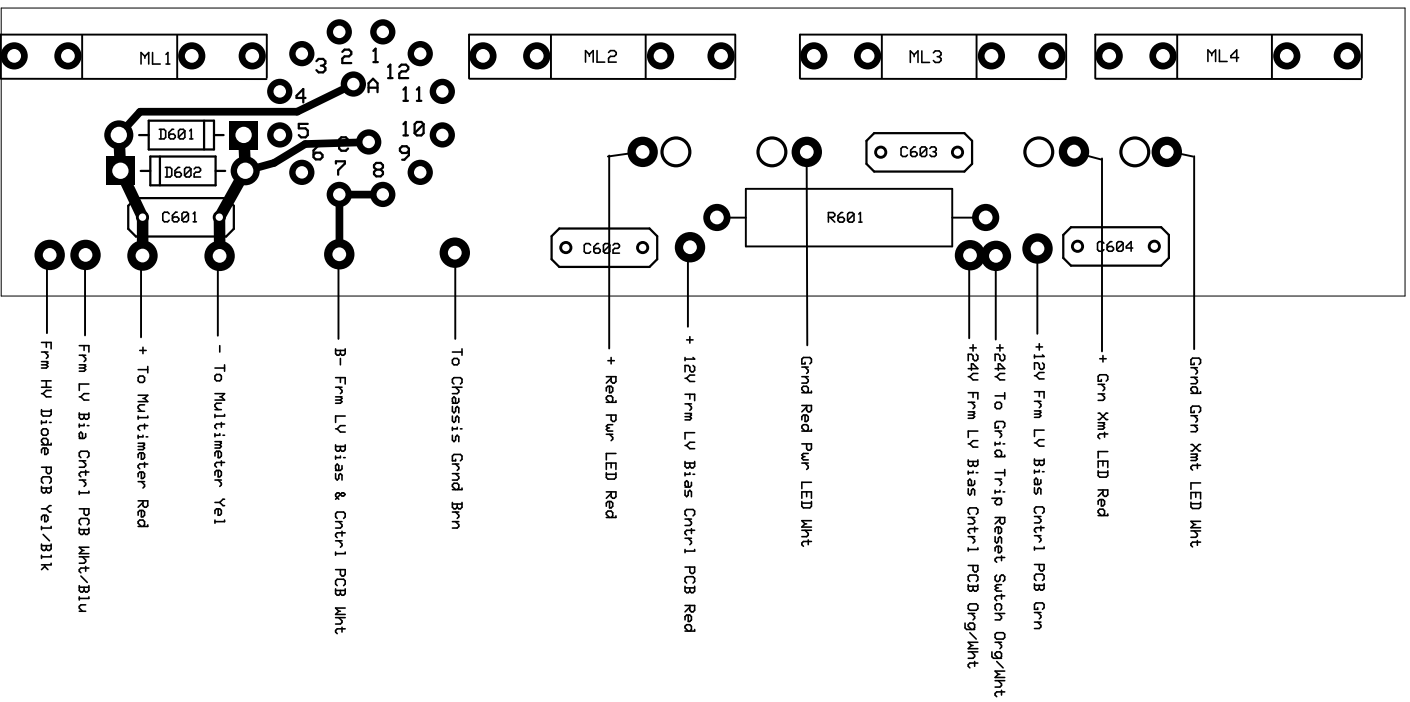 ML1
ML2
ML3
ML4
2
1
3
12
A
4
11
D601
5
10
C
6
9
D602
7
8
C603
C601
R601
C602
C604
Frm HV Diode PCB Yel/Blk
Frm LV Bia Cntrl PCB Wht/Blu
+ To Multimeter Red
- To Multimeter Yel
B- Frm LV Bias & Cntrl PCB Wht
To Chassis Grnd Brn
+ Red Pwr LED Red
+ 12V Frm LV Bias Cntrl PCB Red
Grnd Red Pwr LED Wht
+24V Frm LV Bias Cntrl PCB Org/Wht
+24V To Grid Trip Reset Swtch Org/Wht
+12V Frm LV Bias Cntrl PCB Grn
+ Grn Xmt LED Red
Grnd Grn Xmt LED Wht